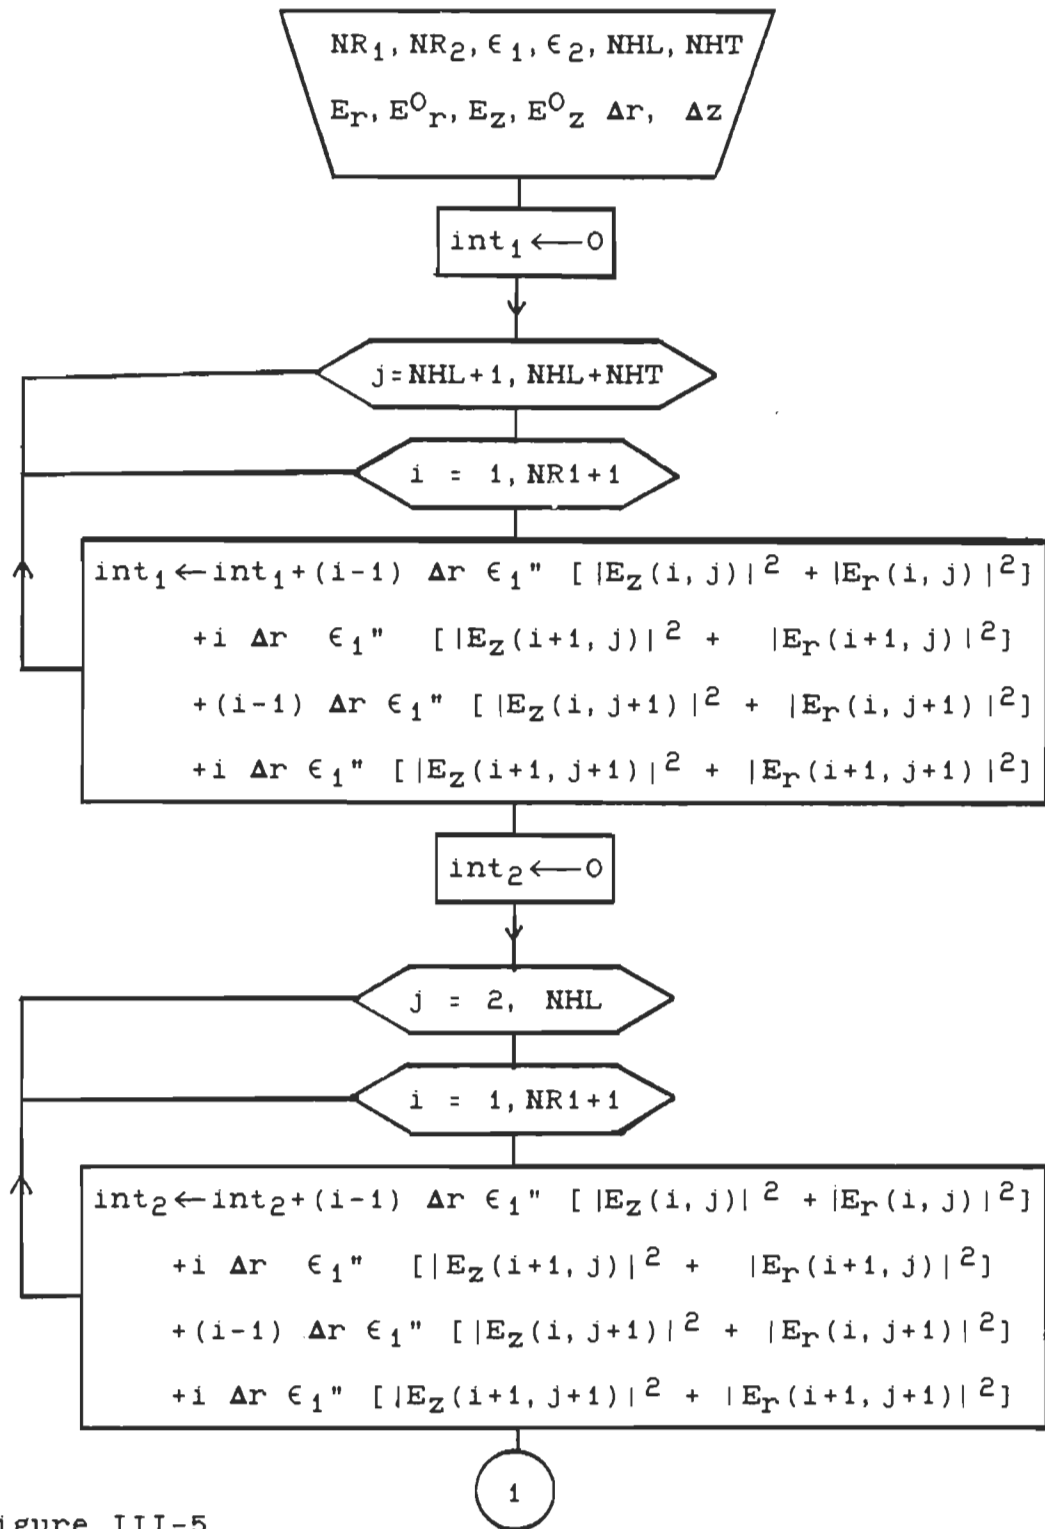 NR₁, NR₂, ϵ₁, ϵ₂, NHL, NHT
Eᵣ, E⁰ᵣ, E_z, E⁰_z Δr, Δz
int₁ ←— 0
j=NHL+1, NHL+NHT
i = 1, NR1+1
int₁ ← int₁ + (i-1) Δr ϵ₁" [ |E_z(i, j)|² + |Eᵣ(i, j)|²]
+i Δr ϵ₁" [ |E_z(i+1, j)|² + |Eᵣ(i+1, j)|²]
+(i-1) Δr ϵ₁" [ |E_z(i, j+1)|² + |Eᵣ(i, j+1)|²]
+i Δr ϵ₁" [ |E_z(i+1, j+1)|² + |Eᵣ(i+1, j+1)|²]
int₂ ←— 0
j = 2, NHL
i = 1, NR1+1
int₂ ← int₂ + (i-1) Δr ϵ₁" [ |E_z(i, j)|² + |Eᵣ(i, j)|²]
+i Δr ϵ₁" [ |E_z(i+1, j)|² + |Eᵣ(i+1, j)|²]
+(i-1) Δr ϵ₁" [ |E_z(i, j+1)|² + |Eᵣ(i, j+1)|²]
+i Δr ϵ₁" [ |E_z(i+1, j+1)|² + |Eᵣ(i+1, j+1)|²]
1
igure III-5